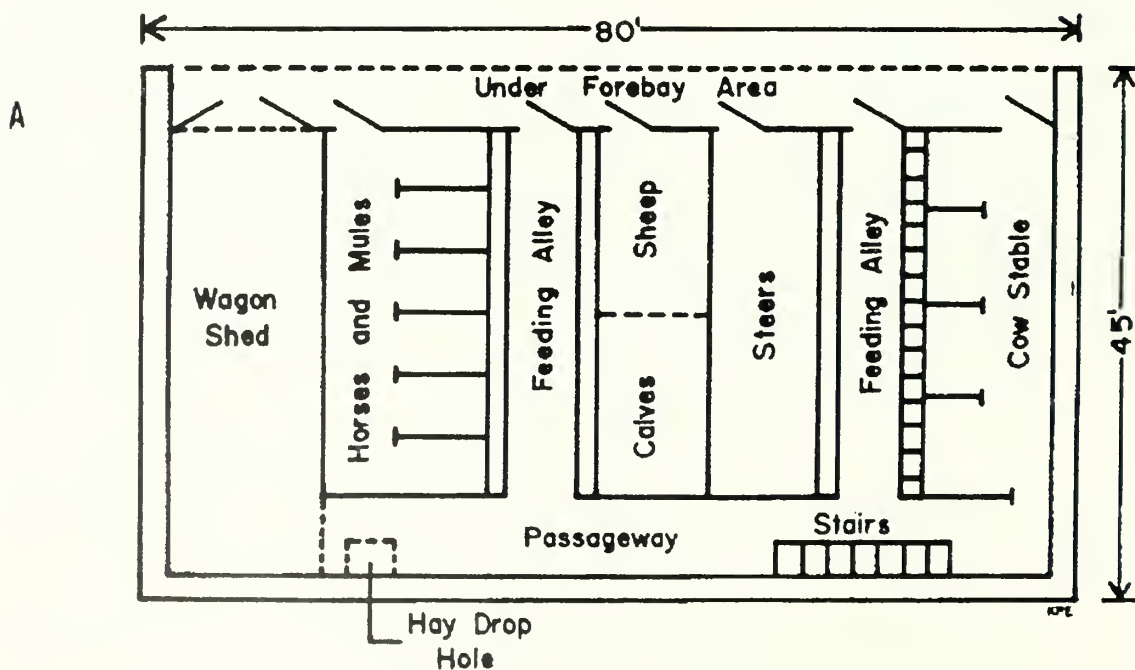 80'
A
Under Forebay Area
Wagon
Shed
Horses and Mules
Feeding Alley
Sheep
Calves
Steers
Feeding Alley
Cow Stable
45'
Passageway
Stairs
Hay Drop
Hole